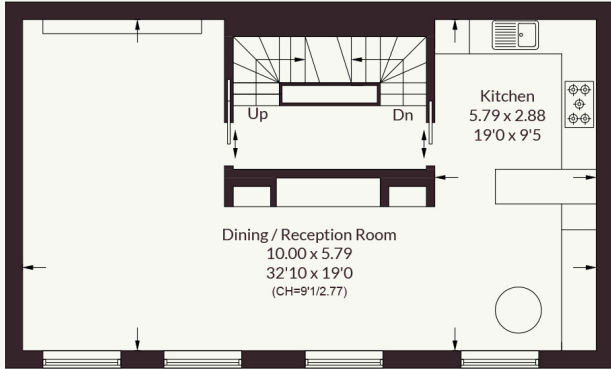 Up
Dn
Kitchen
5.79 x 2.88
19'0 x 9'5
Dining / Reception Room
10.00 x 5.79
32'10 x 19'0
(CH=9'1/2.77)